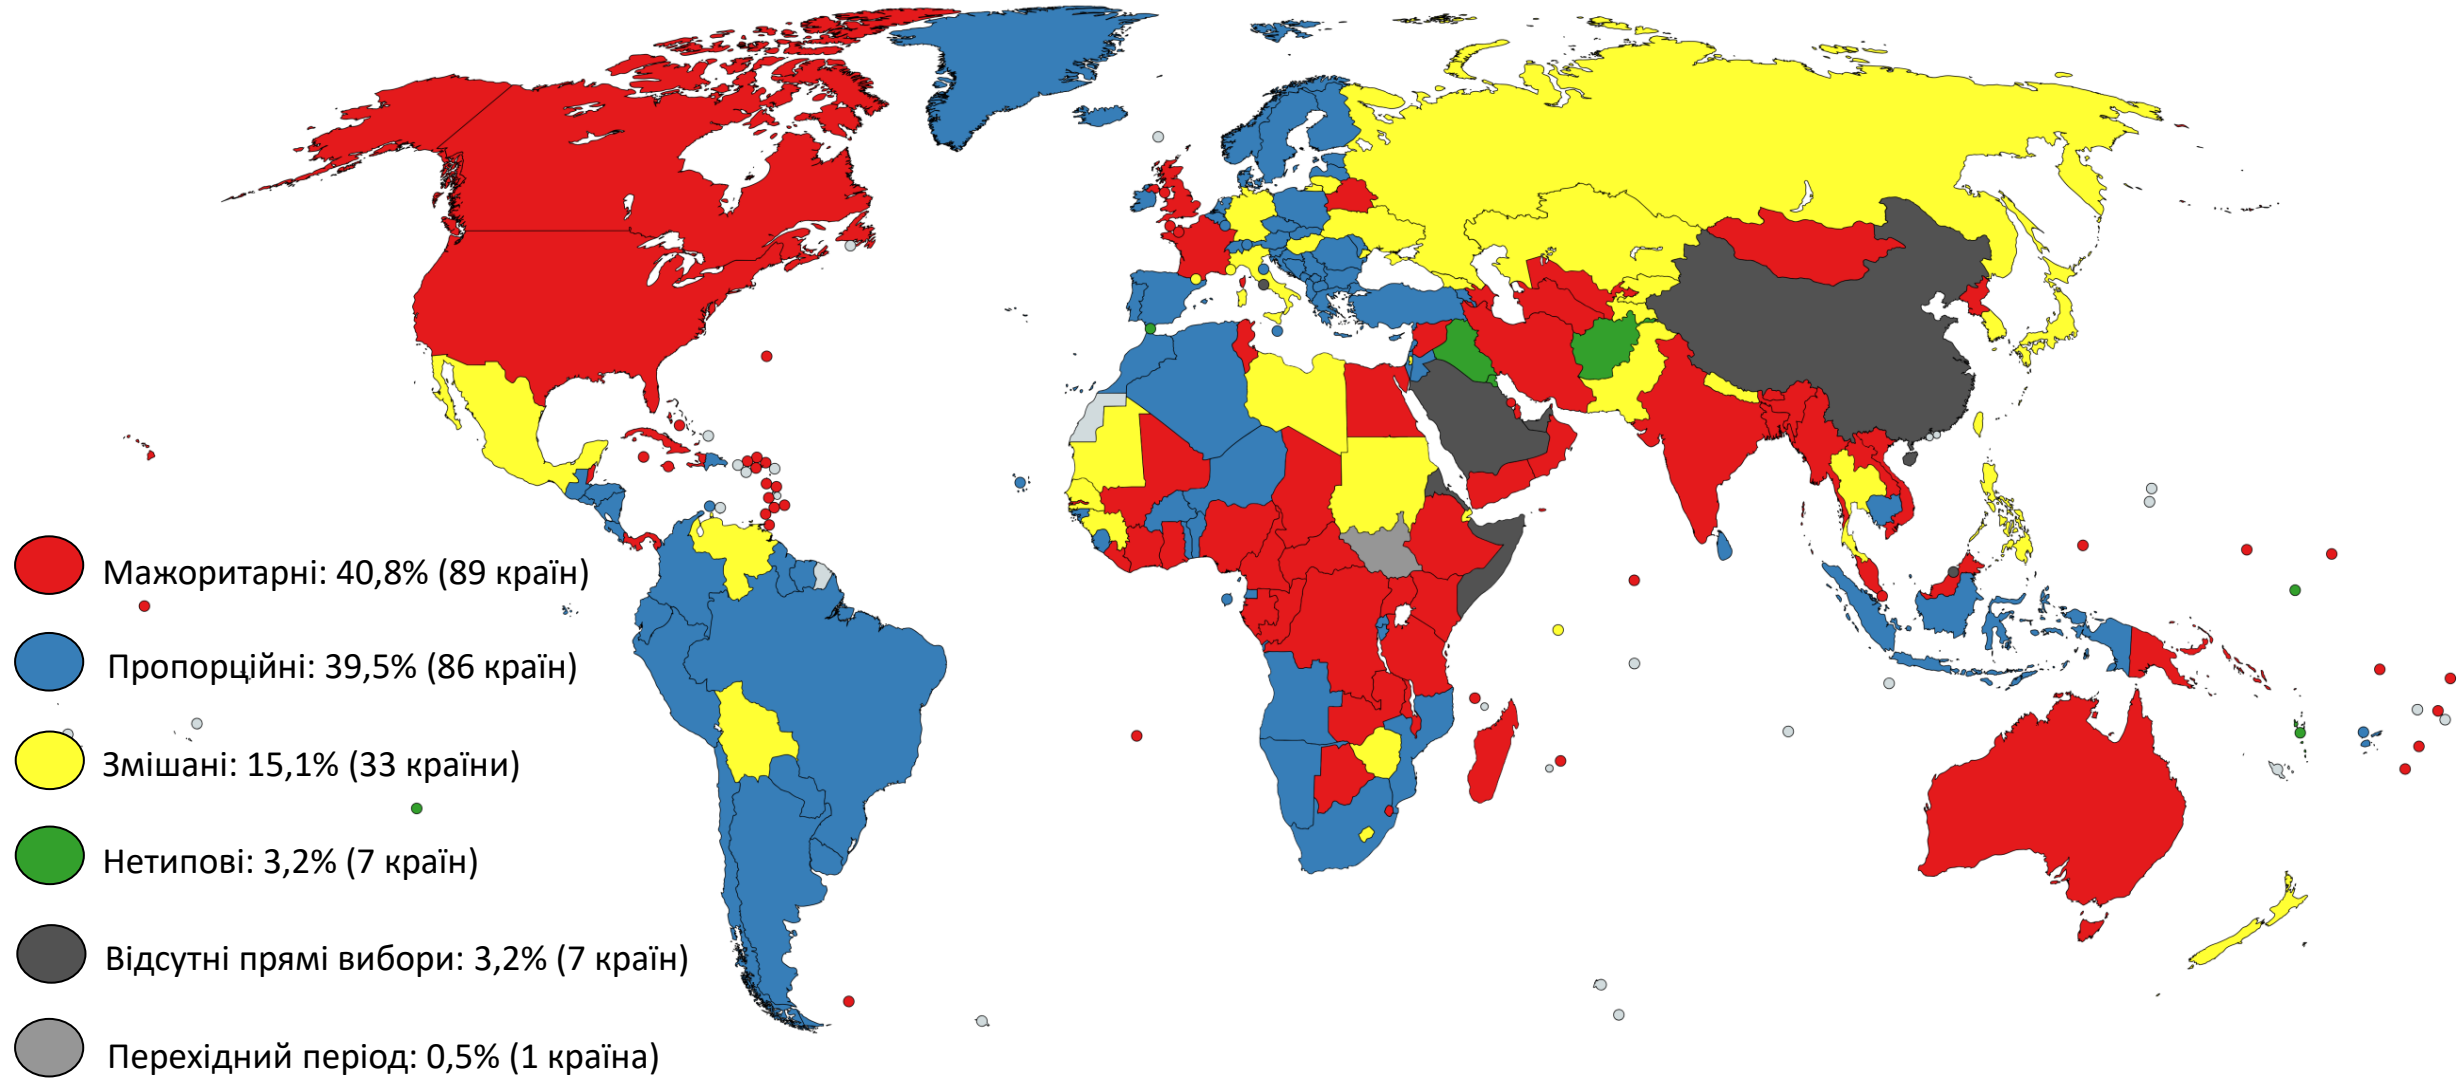 Мажоритарні: 40,8% (89 країн)
Пропорційні: 39,5% (86 країн)
Змішані: 15,1% (33 країни)
Нетипові: 3,2% (7 країн)
Відсутні прямі вибори: 3,2% (7 країн)
Перехідний період: 0,5% (1 країна)